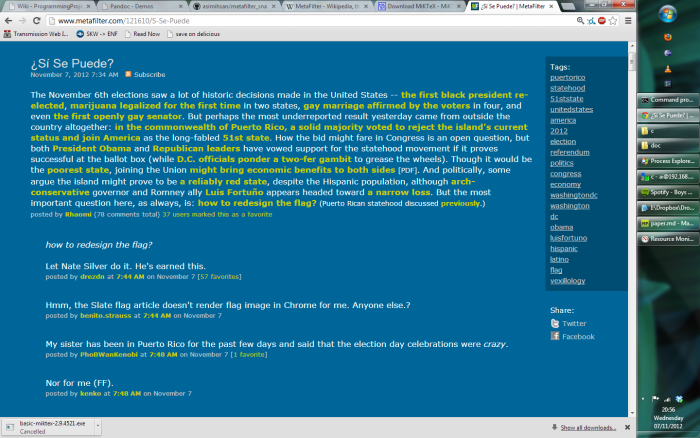 Wiki - ProgrammingProje
Pandoc - Demos
asimihsan/metafilter_sna
MetaFilter - Wikipedia, th
Download MiKTeX - MiK
¿Sí Se Puede? | MetaFilter
www.metafilter.com/121610/S-Se-Puede
Transmission Web I...
SKW -> ENF
Read Now
save on delicious
¿Sí Se Puede?
November 7, 2012 7:34 AM Subscribe
The November 6th elections saw a lot of historic decisions made in the United States -- the first black president re-
elected, marijuana legalized for the first time in two states, gay marriage affirmed by the voters in four, and
even the first openly gay senator. But perhaps the most underreported result yesterday came from outside the
country altogether: in the commonwealth of Puerto Rico, a solid majority voted to reject the island's current
status and join America as the long-fabled 51st state. How the bid might fare in Congress is an open question, but
both President Obama and Republican leaders have vowed support for the statehood movement if it proves
successful at the ballot box (while D.C. officials ponder a two-fer gambit to grease the wheels). Though it would be
the poorest state, joining the Union might bring economic benefits to both sides [PDF]. And politically, some
argue the island might prove to be a reliably red state, despite the Hispanic population, although arch-
conservative governor and Romney ally Luis Fortuño appears headed toward a narrow loss. But the most
important question here, as always, is: how to redesign the flag? (Puerto Rican statehood discussed previously.)
posted by Rhaomi (78 comments total) 37 users marked this as a favorite
how to redesign the flag?
Let Nate Silver do it. He's earned this.
posted by drezdn at 7:44 AM on November 7 [57 favorites]
Hmm, the Slate flag article doesn't render flag image in Chrome for me. Anyone else.?
posted by benito.strauss at 7:44 AM on November 7
My sister has been in Puerto Rico for the past few days and said that the election day celebrations were crazy.
posted by PhoBWanKenobi at 7:48 AM on November 7 [1 favorite]
Nor for me (FF).
posted by kenko at 7:48 AM on November 7
Tags:
puertorico
statehood
51ststate
unitedstates
america
2012
election
referendum
politics
congress
economy
washingtondc
washington
dc
obama
luisfortuno
hispanic
latino
flag
vexillology
Share:
Twitter
Facebook
basic-miktex-2.9.4521.exe
Cancelled
Show all downloads...
Command pro...
¿Sí Se Puede? ...
c
doc
Process Explore...
c - a@192.168....
Spotify - Boys ...
E:\Dropbox\Dro...
paper.md - Ma...
Resource Moni...
20:56
Wednesday
07/11/2012